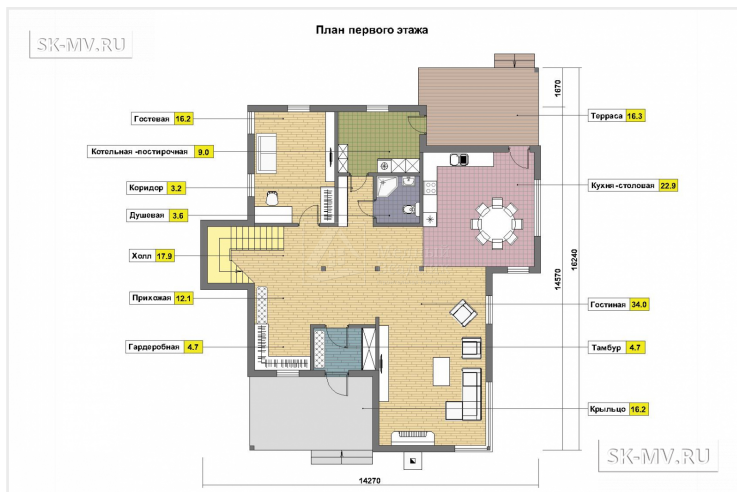 План первого этажа
SK-MV.RU
Гостевая 16.2
Котельная -постирочная 9.0
Коридор 3.2
Душевая 3.6
Холл 17.9
Прихожая 12.1
Гардеробная 4.7
Терраса 16.3
Кухня -столовая 22.9
Гостиная 34.0
Тамбур 4.7
Крыльцо 16.2
1670
14570
16240
14270
SK-MV.RU